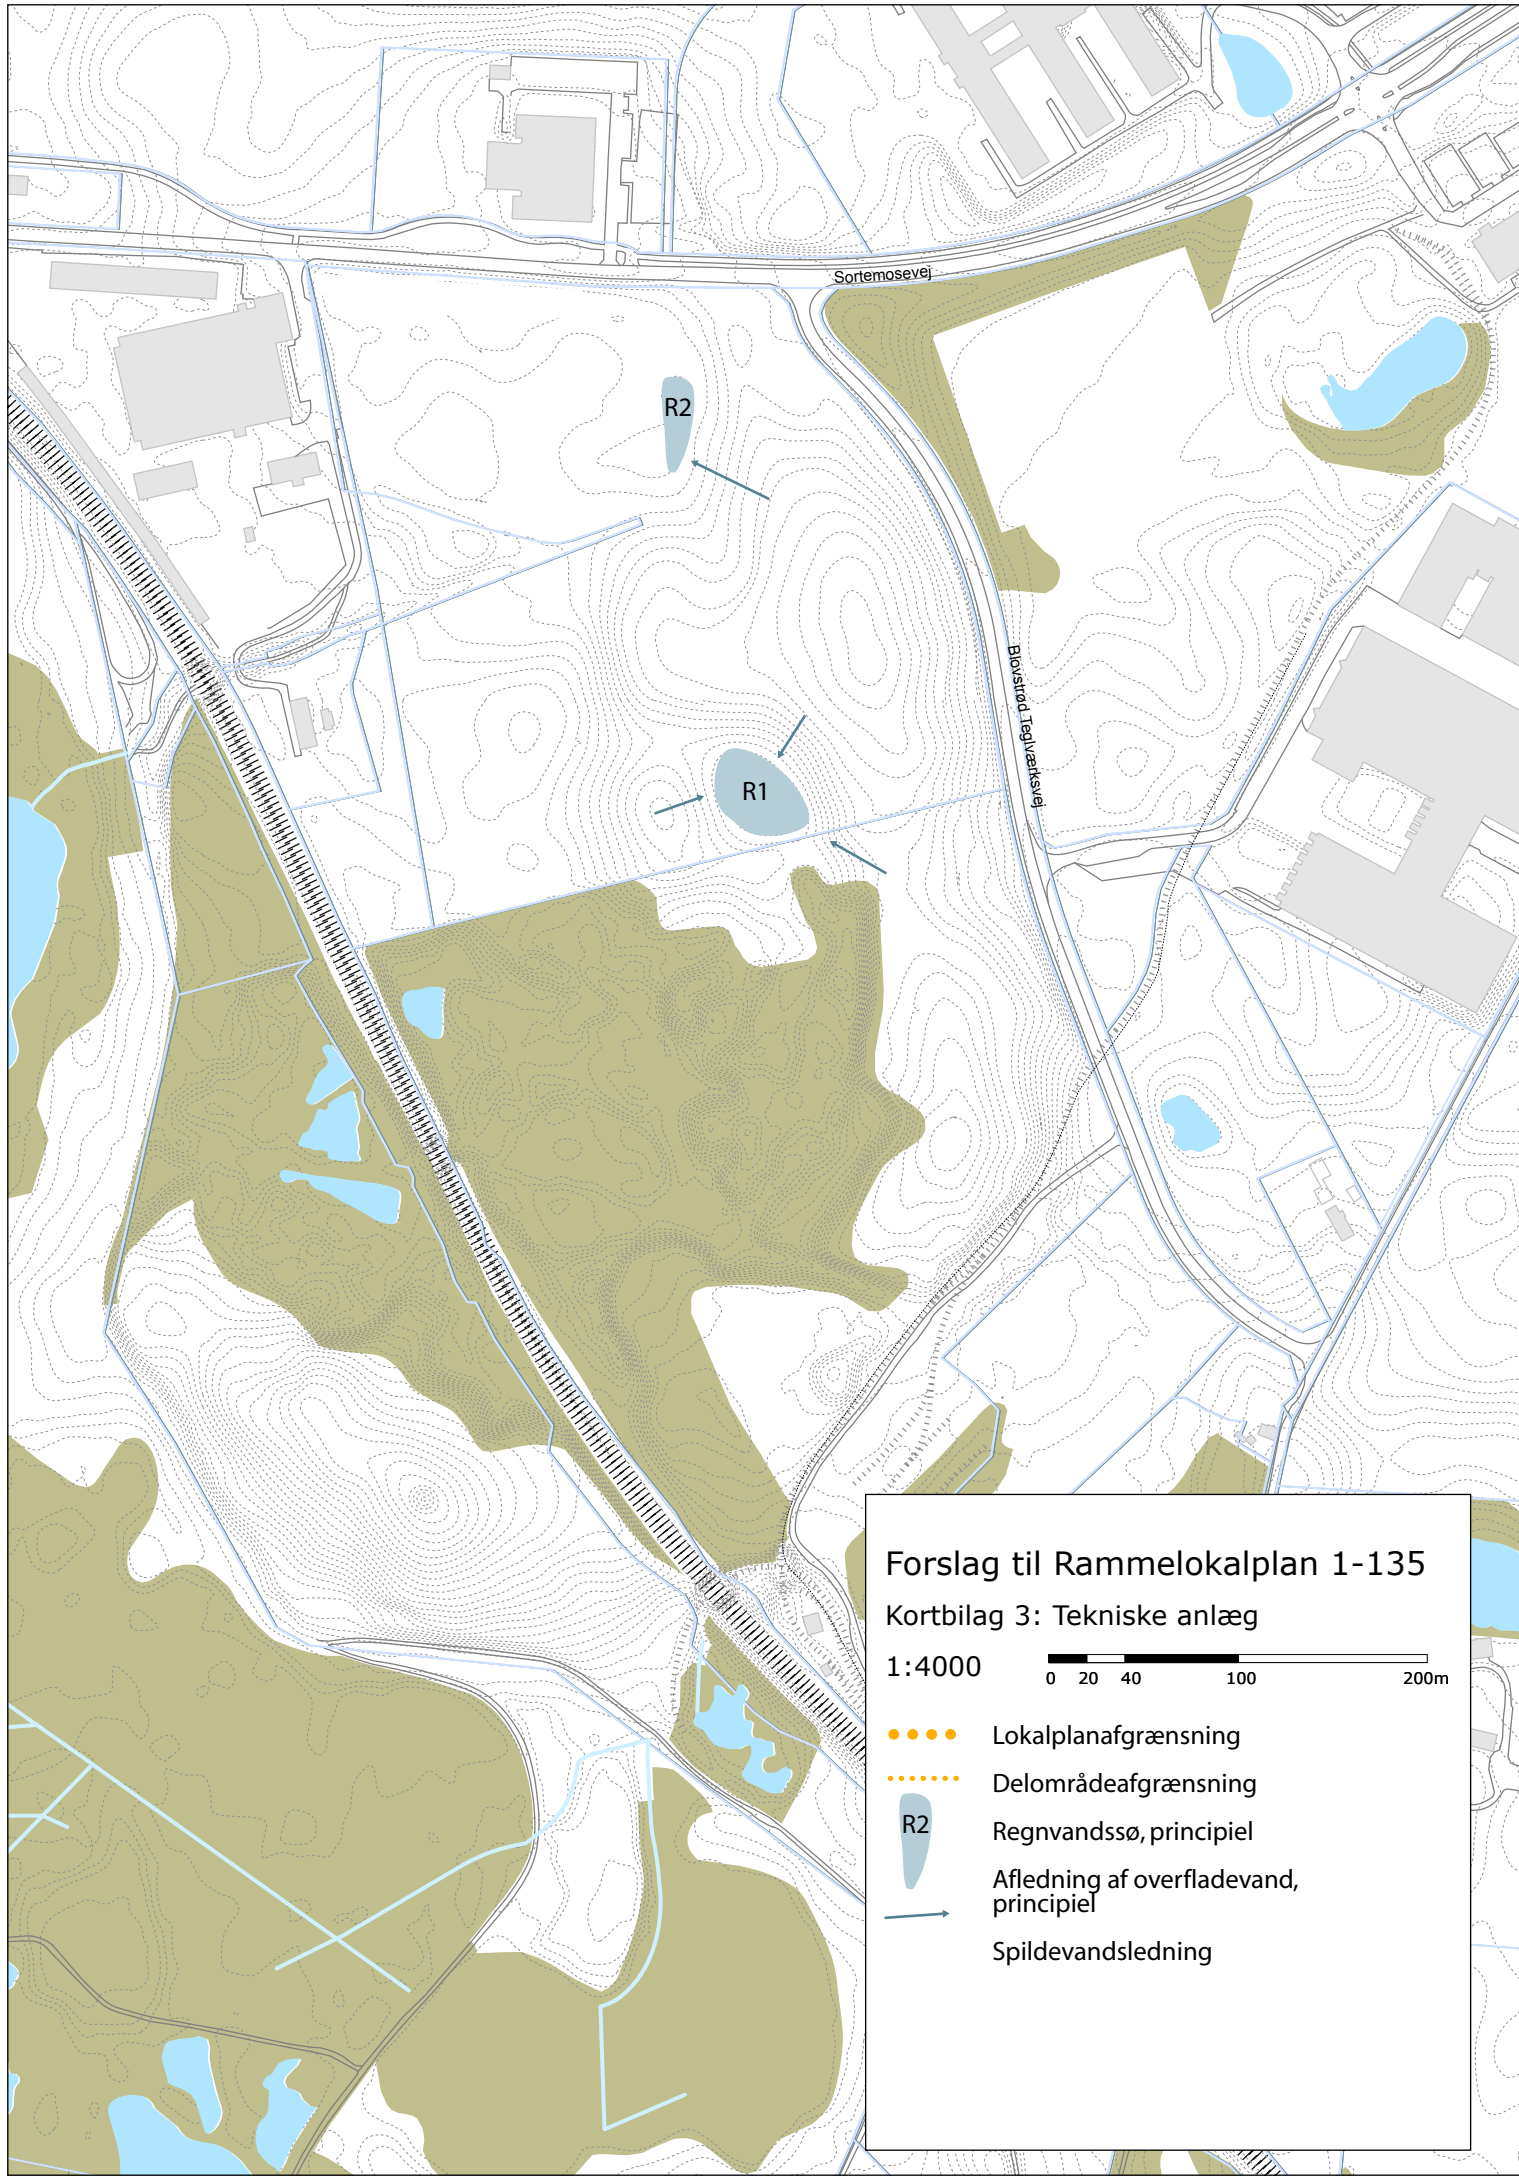 Sortemosevej
R2
Blovstrød Teglværksvej
R1
Forslag til Rammelokalplan 1-135
Kortbilag 3: Tekniske anlæg
1:4000
0 20 40 100 200m
Lokalplanafgrænsning
Delområdeafgrænsning
R2
Regnvandssø, principiel
Afledning af overfladevand,
principiel
Spildevandsledning